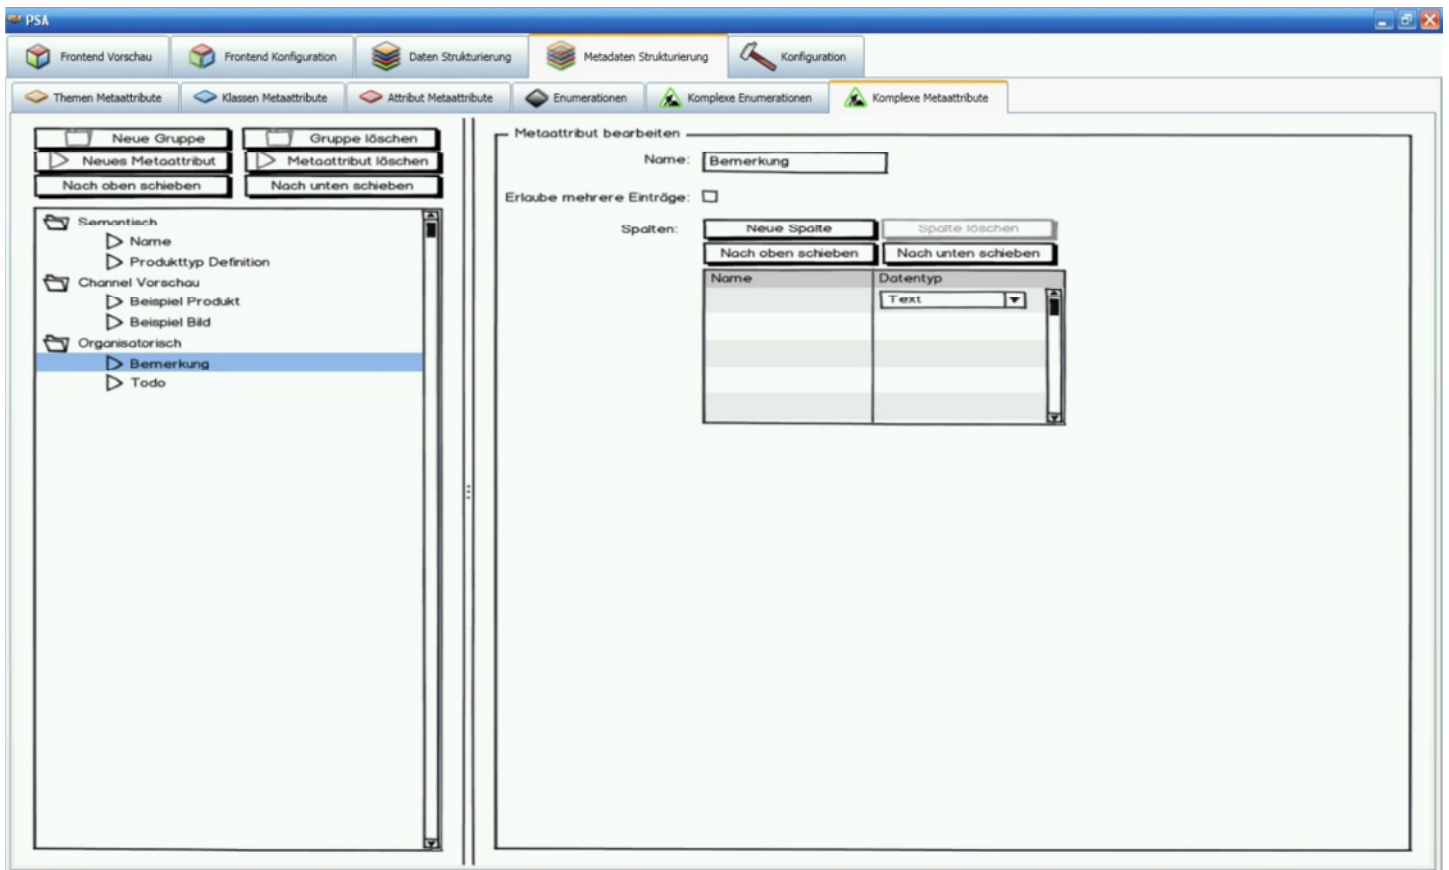 PSA
Frontend Vorschau Frontend Konfiguration Daten Strukturierung Metadaten Strukturierung Konfiguration
Themen Metaattribute Klassen Metaattribute Attribut Metaattribute Enumerationen Komplexe Enumerationen Komplexe Metaattribute
Neue Gruppe Gruppe löschen
Neues Metaattribut Metaattribut löschen
Nach oben schieben Nach unten schieben
Semantisch
Name
Produkttyp Definition
Channel Vorschau
Beispiel Produkt
Beispiel Bild
Organisatorisch
Bemerkung
Todo
Metaattribut bearbeiten
Name: Bemerkung
Erlaube mehrere Einträge:
Spalten: Neue Spalte Spalte löschen
Nach oben schieben Nach unten schieben
Name Datentyp
Text